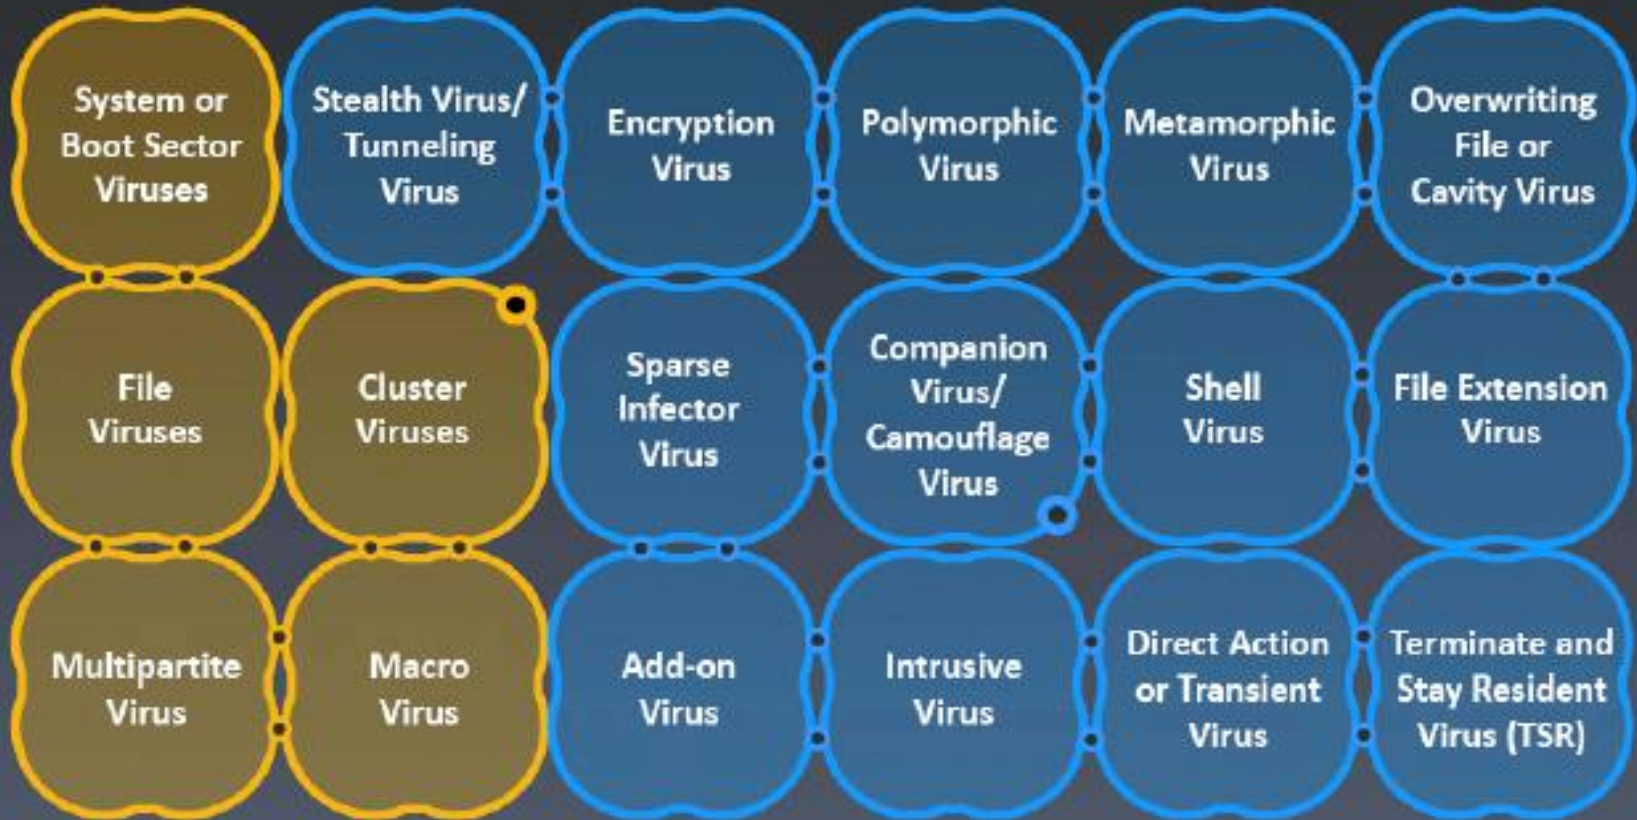 System or
Boot Sector
Viruses
Stealth Virus/
Tunneling
Virus
Encryption
Virus
Polymorphic
Virus
Metamorphic
Virus
Overwriting
File or
Cavity Virus
File
Viruses
Cluster
Viruses
Sparse
Infector
Virus
Companion
Virus/
Camouflage
Virus
Shell
Virus
File Extension
Virus
Multipartite
Virus
Macro
Virus
Add-on
Virus
Intrusive
Virus
Direct Action
or Transient
Virus
Terminate and
Stay Resident
Virus (TSR)